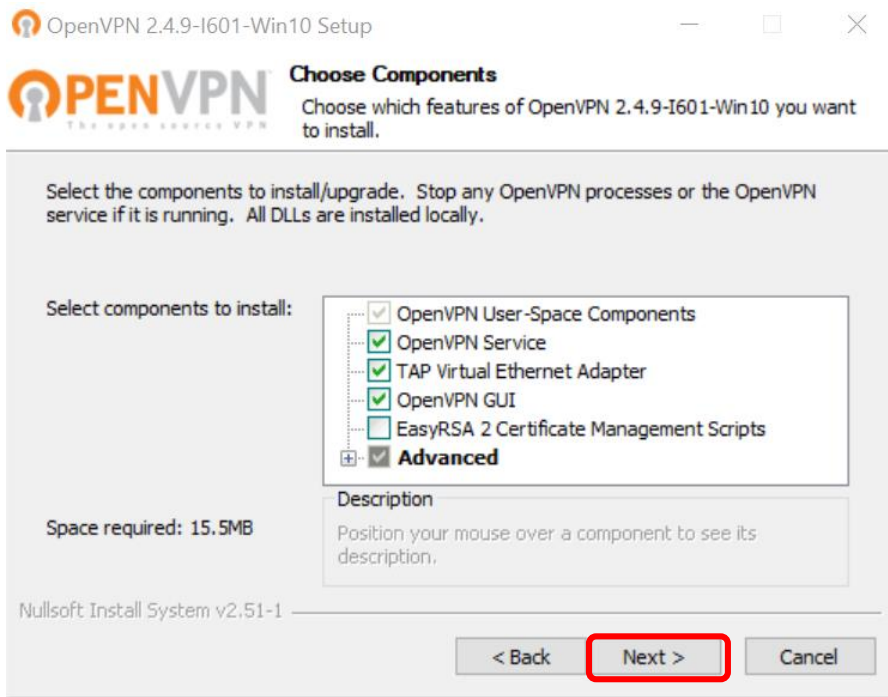 OpenVPN 2.4.9-I601-Win10 Setup
OPENVPN
The open source VPN
Choose Components
Choose which features of OpenVPN 2.4.9-I601-Win10 you want
to install.
Select the components to install/upgrade. Stop any OpenVPN processes or the OpenVPN
service if it is running. All DLLs are installed locally.
Select components to install:
OpenVPN User-Space Components
OpenVPN Service
TAP Virtual Ethernet Adapter
OpenVPN GUI
EasyRSA 2 Certificate Management Scripts
Advanced
Space required: 15.5MB
Description
Position your mouse over a component to see its
description.
Nullsoft Install System v2.51-1
< Back
Next >
Cancel